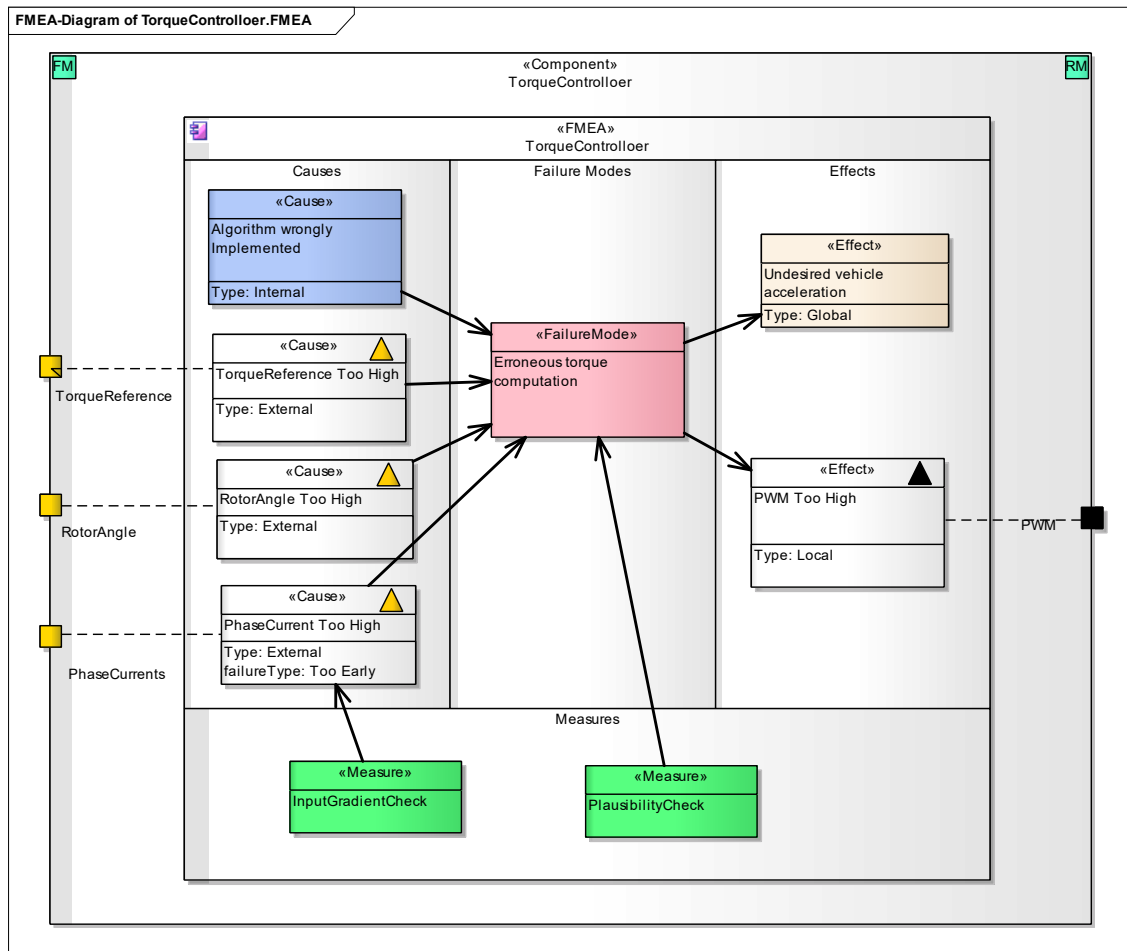 FMEA-Diagram of TorqueControlloer.FMEA
FM
«Component»
TorqueControlloer
RM
«FMEA»
TorqueControlloer
Causes
Failure Modes
Effects
«Cause»
Algorithm wrongly
Implemented
Type: Internal
«Effect»
Undesired vehicle
acceleration
Type: Global
«FailureMode»
Erroneous torque
computation
«Cause»
TorqueReference Too High
Type: External
TorqueReference
«Cause»
RotorAngle Too High
Type: External
RotorAngle
«Effect»
PWM Too High
Type: Local
PWM
«Cause»
PhaseCurrent Too High
Type: External
failureType: Too Early
PhaseCurrents
Measures
«Measure»
InputGradientCheck
«Measure»
PlausibilityCheck